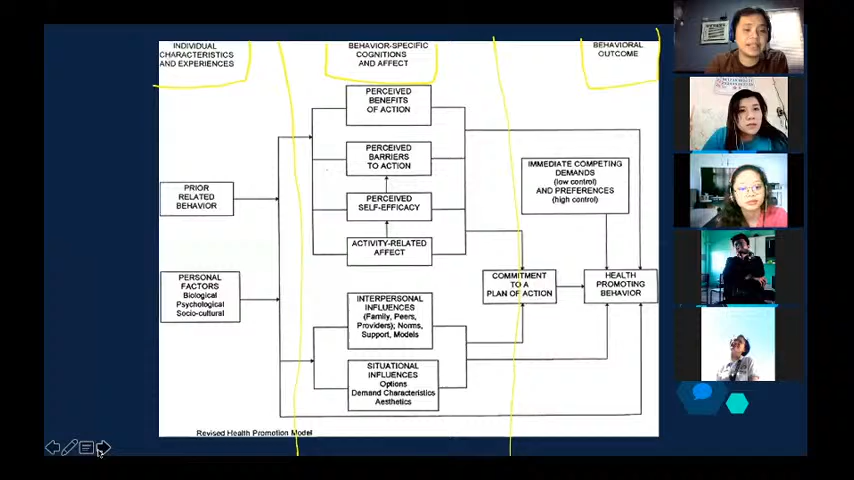 INDIVIDUAL
CHARACTERISTICS
AND EXPERIENCES
BEHAVIOR-SPECIFIC
COGNITIONS
AND AFFECT
BEHAVIORAL
OUTCOME
PERCEIVED
BENEFITS
OF ACTION
PERCEIVED
BARRIERS
TO ACTION
PERCEIVED
SELF-EFFICACY
ACTIVITY-RELATED
AFFECT
IMMEDIATE COMPETING
DEMANDS
(low control)
AND PREFERENCES
(high control)
PRIOR
RELATED
BEHAVIOR
PERSONAL
FACTORS
Biological
Psychological
Socio-cultural
COMMITMENT
TO A
PLAN OF ACTION
HEALTH
PROMOTING
BEHAVIOR
INTERPERSONAL
INFLUENCES
(Family, Peers,
Providers); Norms,
Support, Models
SITUATIONAL
INFLUENCES
Options
Demand Characteristics
Aesthetics
Revised Health Promotion Model